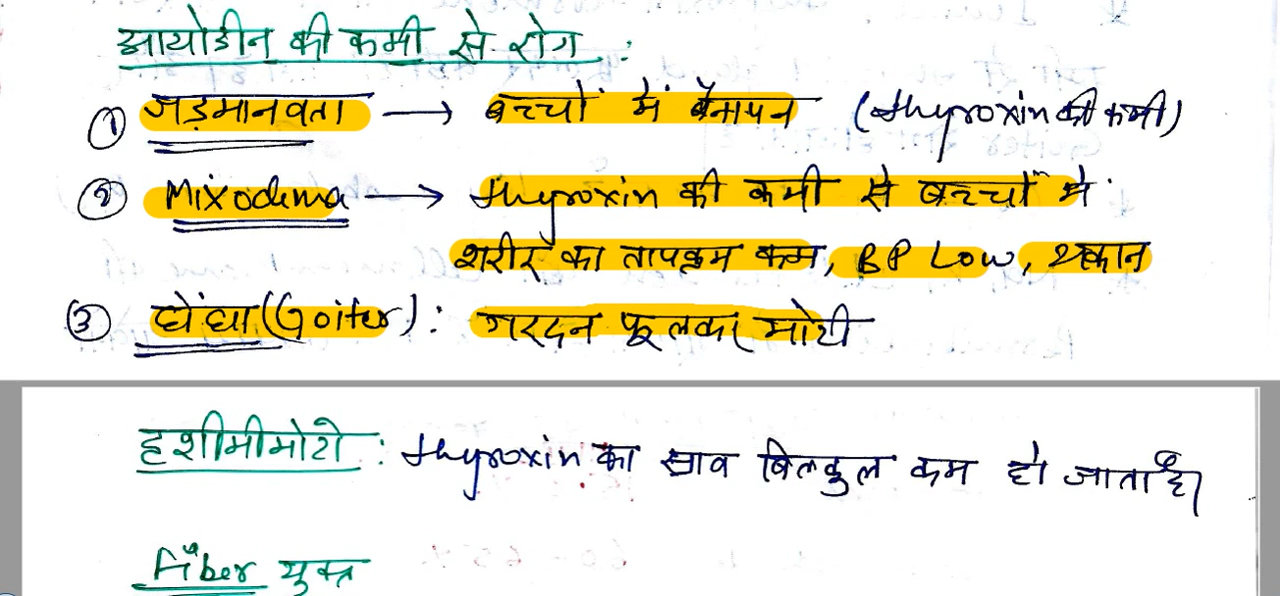 आयोडीन की कमी से रोग :
① जड़मानवता → बच्चों में बौनापन (thyroxin की कमी)
② Mixodema → thyroxin की कमी से बच्चों में
शरीर का तापक्रम कम, BP Low, थकान
③ घेंघा (Goiter) : गरदन फूलकर मोटी
हशीमीमोटो : thyroxin का स्राव बिलकुल कम हो जाता है।
Fiber युक्त